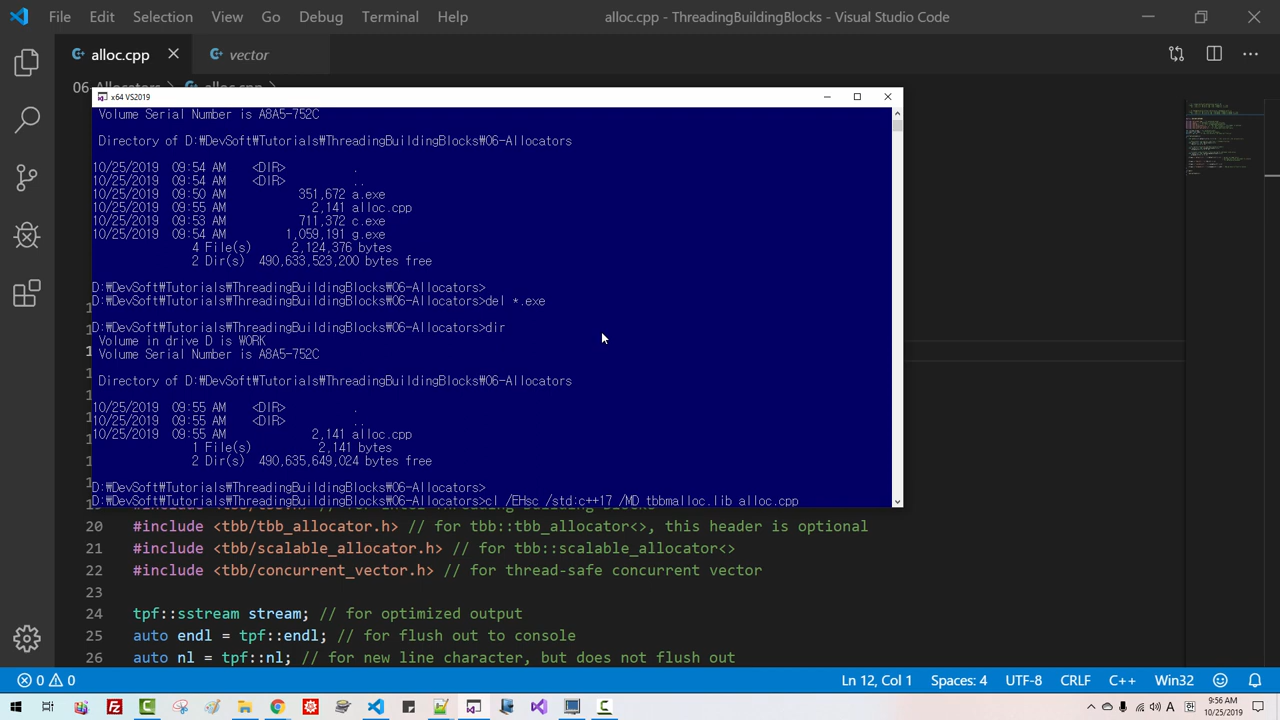 File Edit Selection View Go Debug Terminal Help alloc.cpp - ThreadingBuildingBlocks - Visual Studio Code
alloc.cpp vector
x64 VS2019
Volume Serial Number is A8A5-752C
Directory of D:₩DevSoft₩Tutorials₩ThreadingBuildingBlocks₩06-Allocators
10/25/2019 09:54 AM <DIR> .
10/25/2019 09:54 AM <DIR> ..
10/25/2019 09:50 AM 351,672 a.exe
10/25/2019 09:55 AM 2,141 alloc.cpp
10/25/2019 09:53 AM 711,372 c.exe
10/25/2019 09:54 AM 1,059,191 g.exe
4 File(s) 2,124,376 bytes
2 Dir(s) 490,633,523,200 bytes free
D:₩DevSoft₩Tutorials₩ThreadingBuildingBlocks₩06-Allocators>
D:₩DevSoft₩Tutorials₩ThreadingBuildingBlocks₩06-Allocators>del *.exe
D:₩DevSoft₩Tutorials₩ThreadingBuildingBlocks₩06-Allocators>dir
Volume in drive D is WORK
Volume Serial Number is A8A5-752C
Directory of D:₩DevSoft₩Tutorials₩ThreadingBuildingBlocks₩06-Allocators
10/25/2019 09:55 AM <DIR> .
10/25/2019 09:55 AM <DIR> ..
10/25/2019 09:55 AM 2,141 alloc.cpp
1 File(s) 2,141 bytes
2 Dir(s) 490,635,649,024 bytes free
D:₩DevSoft₩Tutorials₩ThreadingBuildingBlocks₩06-Allocators>
D:₩DevSoft₩Tutorials₩ThreadingBuildingBlocks₩06-Allocators>cl /EHsc /std:c++17 /MD tbbmalloc.lib alloc.cpp
20 #include <tbb/tbb_allocator.h> // for tbb::tbb_allocator<>, this header is optional
21 #include <tbb/scalable_allocator.h> // for tbb::scalable_allocator<>
22 #include <tbb/concurrent_vector.h> // for thread-safe concurrent vector
23
24 tpf::sstream stream; // for optimized output
25 auto endl = tpf::endl; // for flush out to console
26 auto nl = tpf::nl; // for new line character, but does not flush out
0 0 Ln 12, Col 1 Spaces: 4 UTF-8 CRLF C++ Win32
9:56 AM
10/25/2019